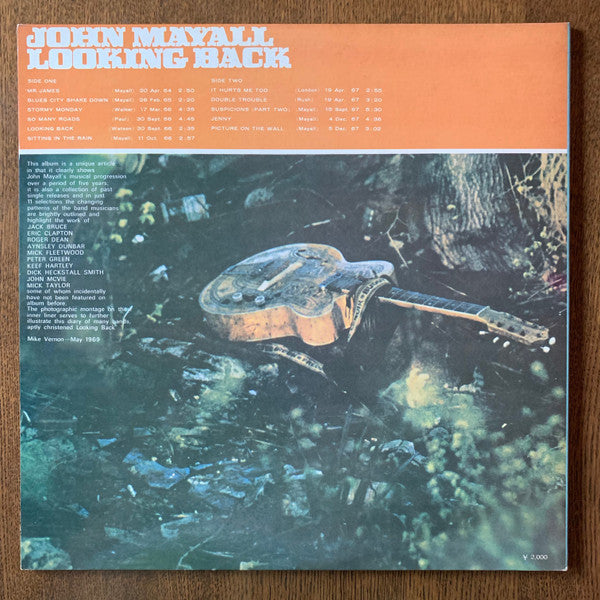 JOHN MAYALL
LOOKING BACK
SIDE ONE
MR JAMES (Mayall) 20 Apr. 64 2:50
BLUES CITY SHAKE DOWN (Mayall) 26 Feb. 65 2:20
STORMY MONDAY (Walker) 17 Mar. 66 4:35
SO MANY ROADS (Paul) 30 Sept. 66 4:45
LOOKING BACK (Watson) 30 Sept. 66 2:35
SITTING IN THE RAIN (Mayall) 11 Oct. 66 2:57
SIDE TWO
IT HURTS ME TOO (London) 19 Apr. 67 2:55
DOUBLE TROUBLE (Rush) 19 Apr. 67 3:20
SUSPICIONS (PART TWO) (Mayall) 15 Sept. 67 5:30
JENNY (Mayall) 4 Dec. 67 4:36
PICTURE ON THE WALL (Mayall) 5 Dec. 67 3:02
This album is a unique article
in that it clearly shows
John Mayall's musical progression
over a period of five years.
it is also a collection of past
single releases and in just
11 selections the changing
patterns of the band musicians
are brightly outlined and
highlight the work of
JACK BRUCE
ERIC CLAPTON
ROGER DEAN
AYNSLEY DUNBAR
MICK FLEETWOOD
PETER GREEN
KEEF HARTLEY
DICK HECKSTALL SMITH
JOHN MCVIE
MICK TAYLOR
some of whom incidentally
have not been featured on
album before.
The photographic montage on the
inner liner serves to further
illustrate this diary of many bands
aptly christened Looking Back.
Mike Vernon—May 1969
¥ 2,000